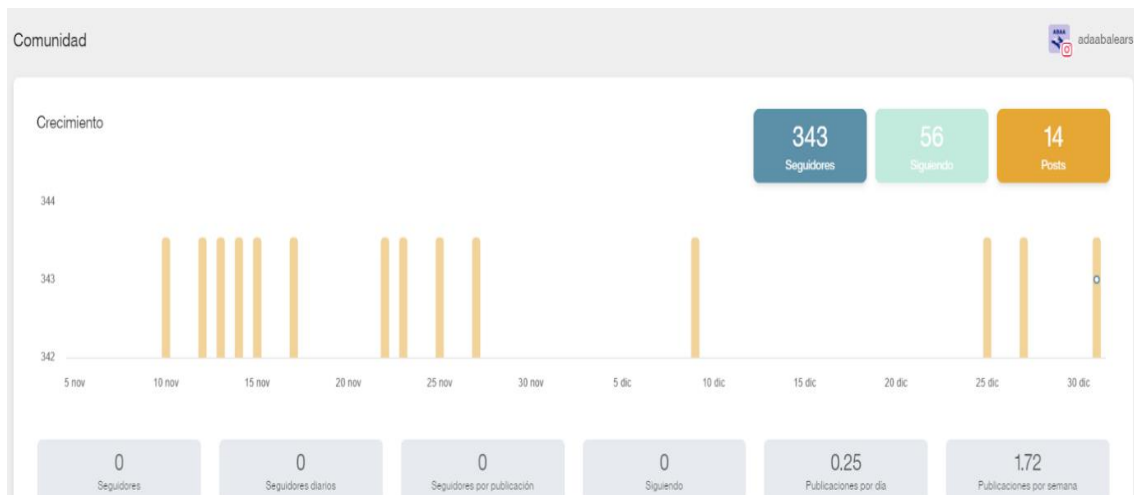 Comunidad
ADAA
adaabalears
Crecimiento
343
Seguidores
56
Siguiendo
14
Posts
344
343
342
5 nov 10 nov 15 nov 20 nov 25 nov 30 nov 5 dic 10 dic 15 dic 20 dic 25 dic 30 dic
0 0 0 0 0.25 1.72
Seguidores Seguidores diarios Seguidores por publicación Siguiendo Publicaciones por día Publicaciones por semana